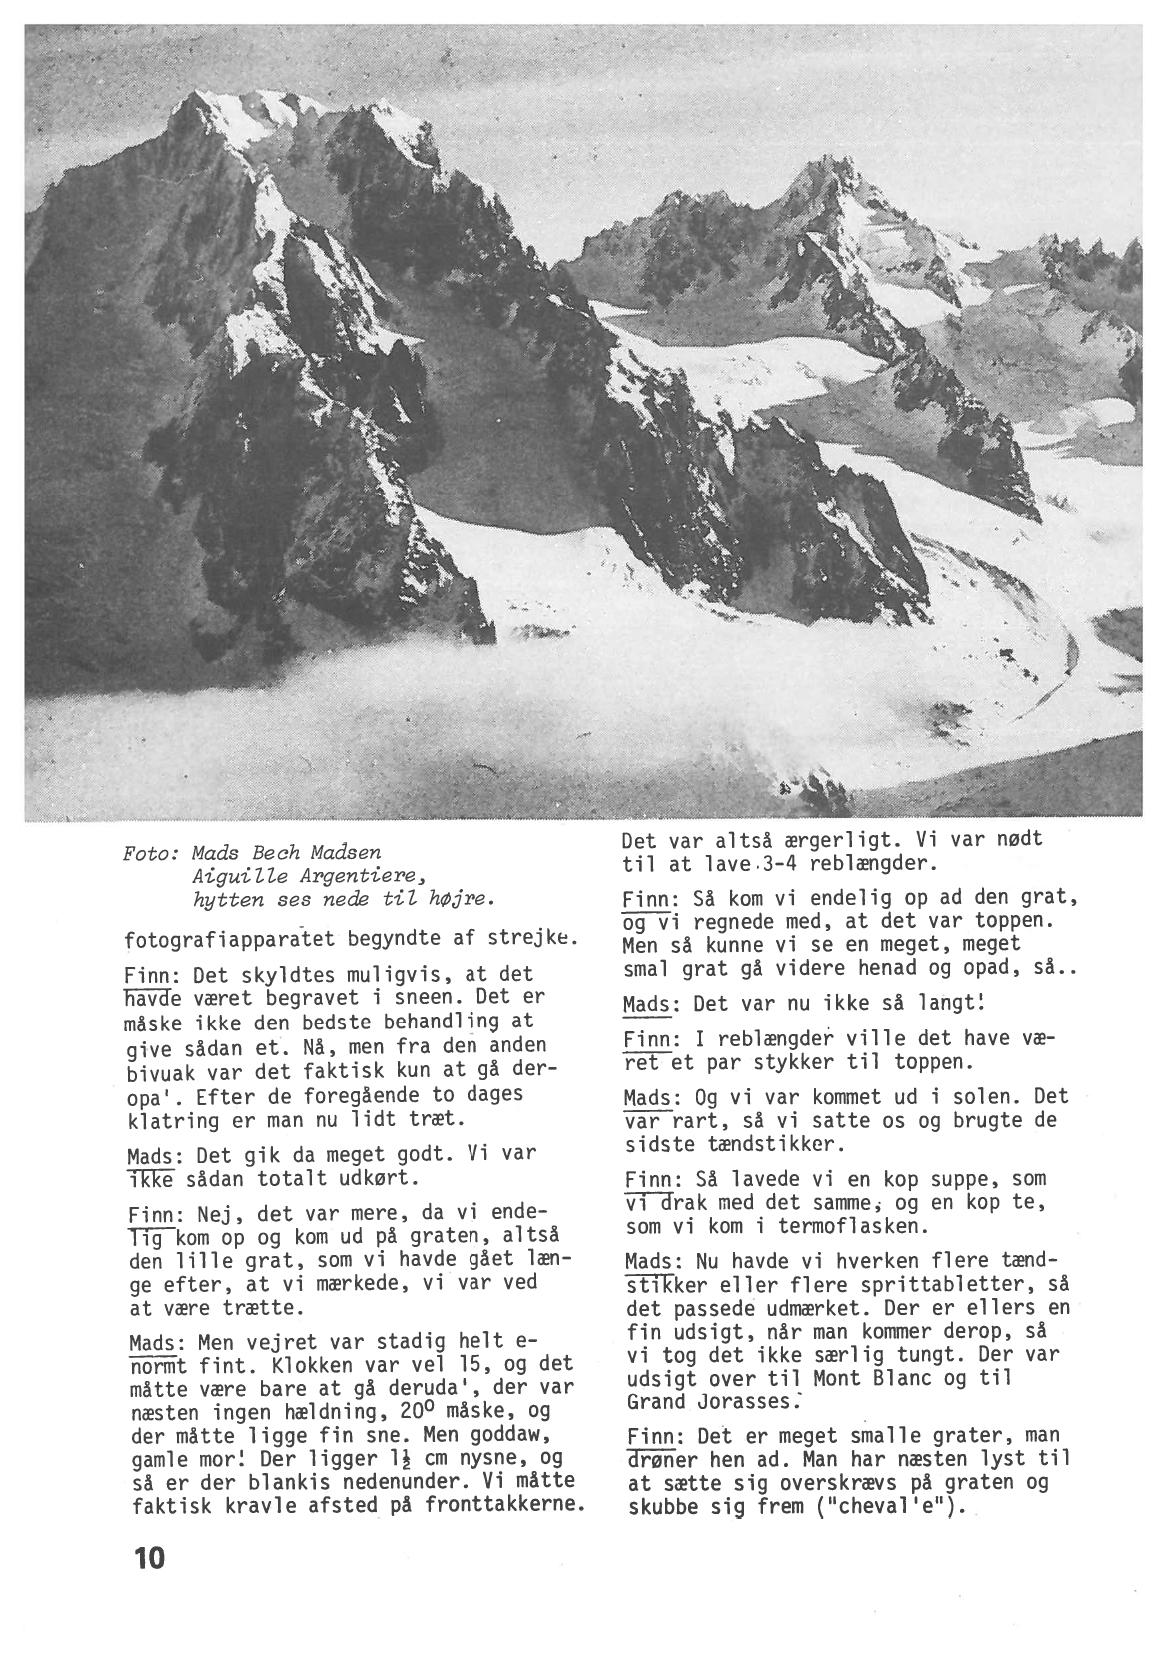 Foto: Mads Bech Madsen
Aiguille Argentiere,
hytten ses nede til højre.
fotografiapparatet begyndte af strejke.
Finn: Det skyldtes muligvis, at det
havde været begravet i sneen. Det er
måske ikke den bedste behandling at
give sådan et. Nå, men fra den anden
bivuak var det faktisk kun at gå der-
opa'. Efter de foregående to dages
klatring er man nu lidt træt.
Mads: Det gik da meget godt. Vi var
ikke sådan totalt udkørt.
Finn: Nej, det var mere, da vi ende-
lig kom op og kom ud på graten, altså
den lille grat, som vi havde gået læn-
ge efter, at vi mærkede, vi var ved
at være trætte.
Mads: Men vejret var stadig helt e-
normt fint. Klokken var vel 15, og det
måtte være bare at gå deruda', der var
næsten ingen hældning, 20º måske, og
der måtte ligge fin sne. Men goddaw,
gamle mor! Der ligger 1½ cm nysne, og
så er der blankis nedenunder. Vi måtte
faktisk kravle afsted på fronttakkerne.
Det var altså ærgerligt. Vi var nødt
til at lave 3-4 reblængder.
Finn: Så kom vi endelig op ad den grat,
og vi regnede med, at det var toppen.
Men så kunne vi se en meget, meget
smal grat gå videre henad og opad, så..
Mads: Det var nu ikke så langt!
Finn: I reblængder ville det have væ-
ret et par stykker til toppen.
Mads: Og vi var kommet ud i solen. Det
var rart, så vi satte os og brugte de
sidste tændstikker.
Finn: Så lavede vi en kop suppe, som
vi drak med det samme, og en kop te,
som vi kom i termoflasken.
Mads: Nu havde vi hverken flere tænd-
stikker eller flere sprittabletter, så
det passede udmærket. Der er ellers en
fin udsigt, når man kommer derop, så
vi tog det ikke særlig tungt. Der var
udsigt over til Mont Blanc og til
Grand Jorasses.
Finn: Det er meget smalle grater, man
drøner hen ad. Man har næsten lyst til
at sætte sig overskrævs på graten og
skubbe sig frem ("cheval'e").
10